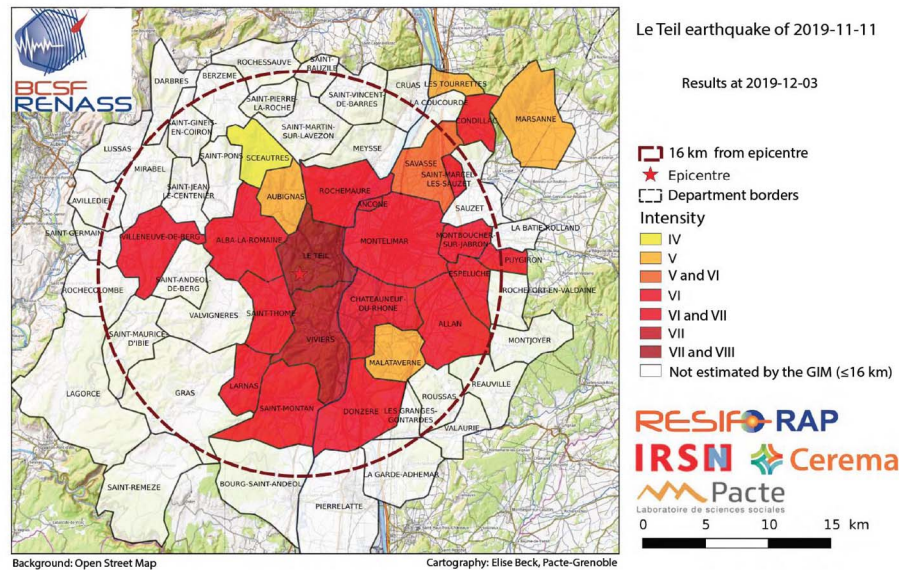 BCSF
RENASS
ROCHESSAUVE
SAINT-
BAUZILE
DARBRES
BERZEME
CRUAS
LES TOURRETTES
SAINT-PIERRE-
LA-ROCHE
SAINT-VINCENT-
DE-BARRES
LA COUCOURDE
CONDILLAC
MARSANNE
SAINT-GINEIS-
EN-COIRON
SAINT-MARTIN-
SUR-LAVEZON
LUSSAS
SAINT-PONS
SCEAUTRES
MEYSSE
MIRABEL
SAVASSE
SAINT-MARCEL-
LES-SAUZET
SAINT-JEAN-
LE-CENTENIER
AUBIGNAS
ROCHEMAURE
ANCONE
SAUZET
LAVILLEDIEU
SAINT-GERMAIN
VILLENEUVE-DE-BERG
ALBA-LA-ROMAINE
LE TEIL
MONTELIMAR
MONTBOUCHER-
SUR-JABRON
LA BATIE-ROLLAND
PUYGIRON
ESPELUCHE
ROCHECOLOMBE
SAINT-ANDEOL-
DE-BERG
ROCHEFORT-EN-VALDAINE
VALVIGNERES
SAINT-THOME
CHATEAUNEUF-
DU-RHONE
ALLAN
SAINT-MAURICE-
D'IBIE
VIVIERS
MONTJOYER
MALATAVERNE
LAGORCE
GRAS
LARNAS
REAUVILLE
ROUSSAS
SAINT-MONTAN
DONZERE
LES GRANGES-
GONTARDES
VALAURIE
SAINT-REMEZE
BOURG-SAINT-ANDEOL
LA GARDE-ADHEMAR
PIERRELATTE
Background: Open Street Map
Cartography: Elise Beck, Pacte-Grenoble
Le Teil earthquake of 2019-11-11
Results at 2019-12-03
16 km from epicentre
Epicentre
Department borders
Intensity
IV
V
V and VI
VI
VI and VII
VII
VII and VIII
Not estimated by the GIM (≤16 km)
RESIF-RAP
IRSN
Cerema
Pacte
Laboratoire de sciences sociales
0 5 10 15 km